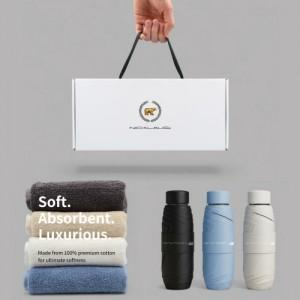 Soft.
Absorbent.
Luxurious.
Made from 100% premium cotton
for ultimate softness